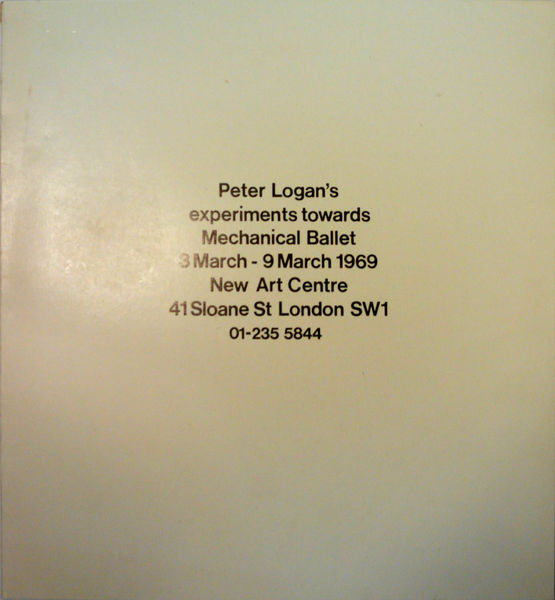 Peter Logan's
experiments towards
Mechanical Ballet
3 March - 9 March 1969
New Art Centre
41 Sloane St London SW1
01-235 5844